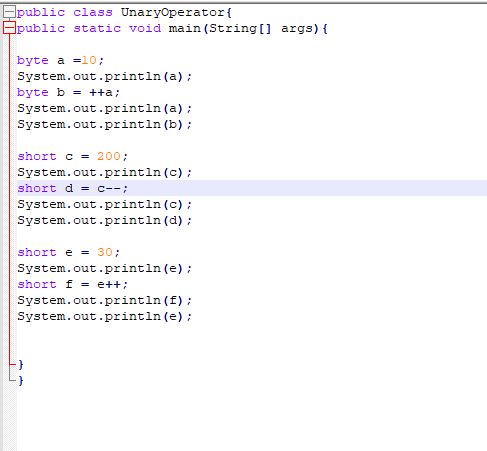 public class UnaryOperator{
public static void main(String[] args){
byte a =10;
System.out.println(a);
byte b = ++a;
System.out.println(a);
System.out.println(b);
short c = 200;
System.out.println(c);
short d = c--;
System.out.println(c);
System.out.println(d);
short e = 30;
System.out.println(e);
short f = e++;
System.out.println(f);
System.out.println(e);
}
}